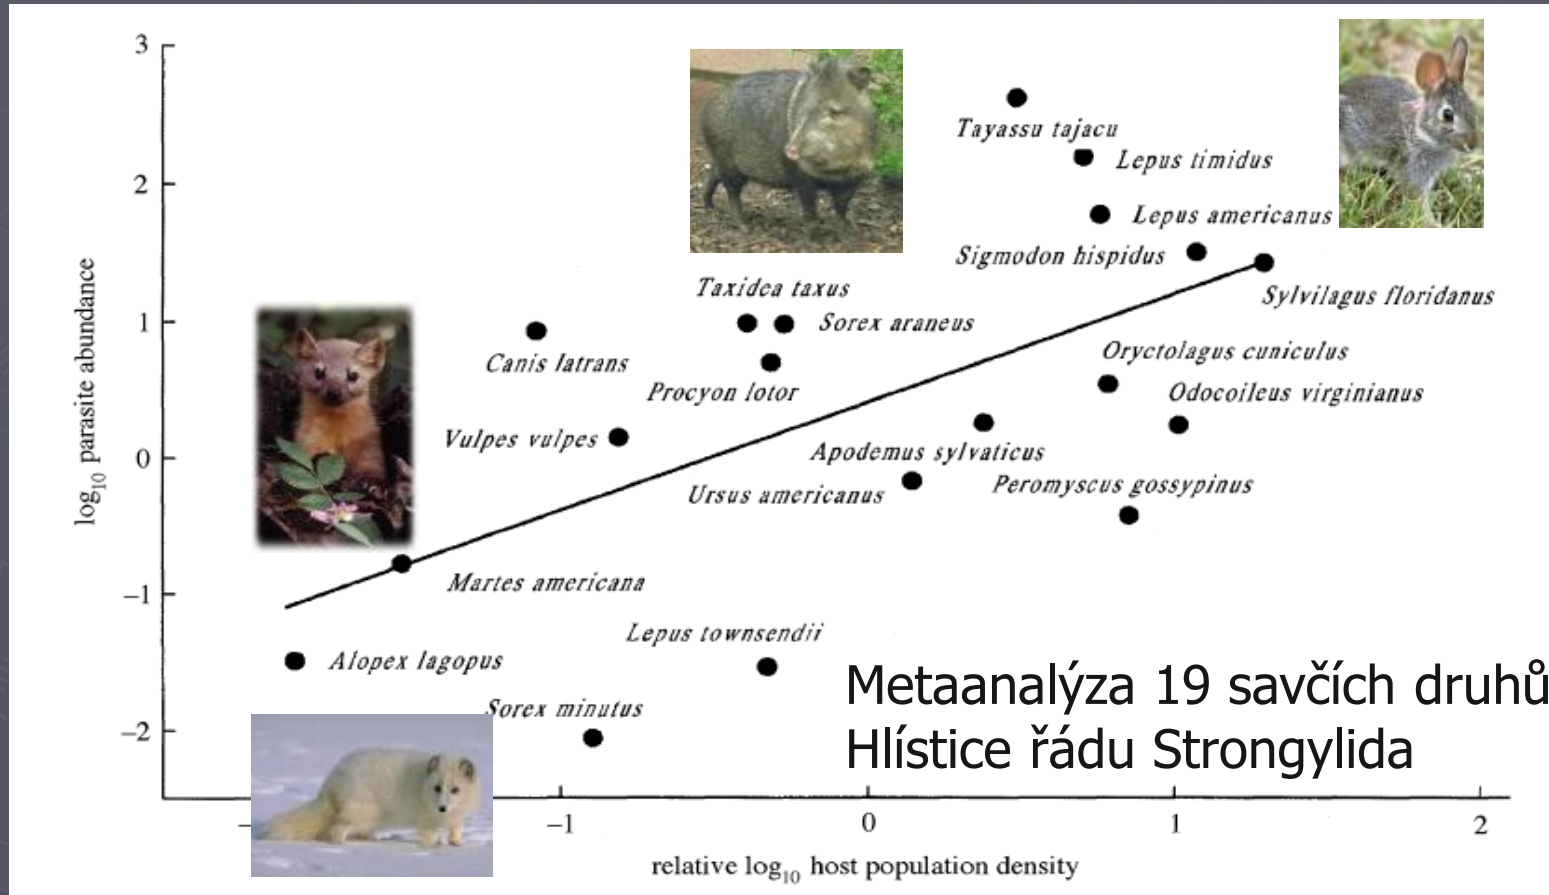 3
Tayassu tajacu
Lepus timidus
2
Lepus americanus
Sigmodon hispidus
Taxidea taxus
Sylvilagus floridanus
1
Sorex araneus
Canis latrans
Oryctolagus cuniculus
Procyon lotor
Odocoileus virginianus
Vulpes vulpes
0
Apodemus sylvaticus
Ursus americanus
Peromyscus gossypinus
log10 parasite abundance
Martes americana
–1
Lepus townsendii
Alopex lagopus
Sorex minutus
–2
Metaanalýza 19 savčích druhů
Hlístice řádu Strongylida
–1 0 1 2
relative log10 host population density